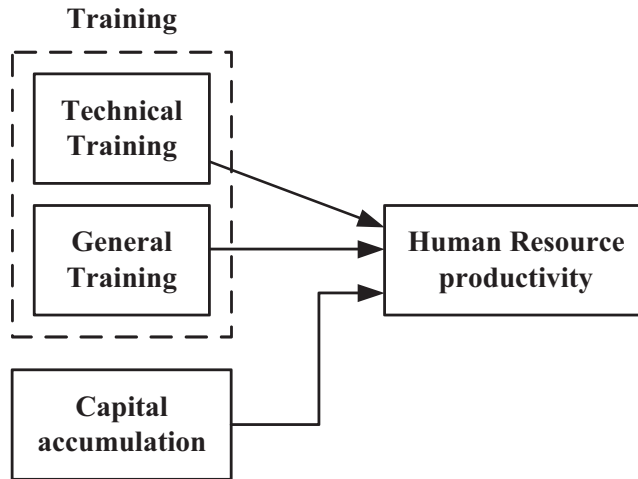 Training
Technical
Training
General
Training
Human Resource
productivity
Capital
accumulation